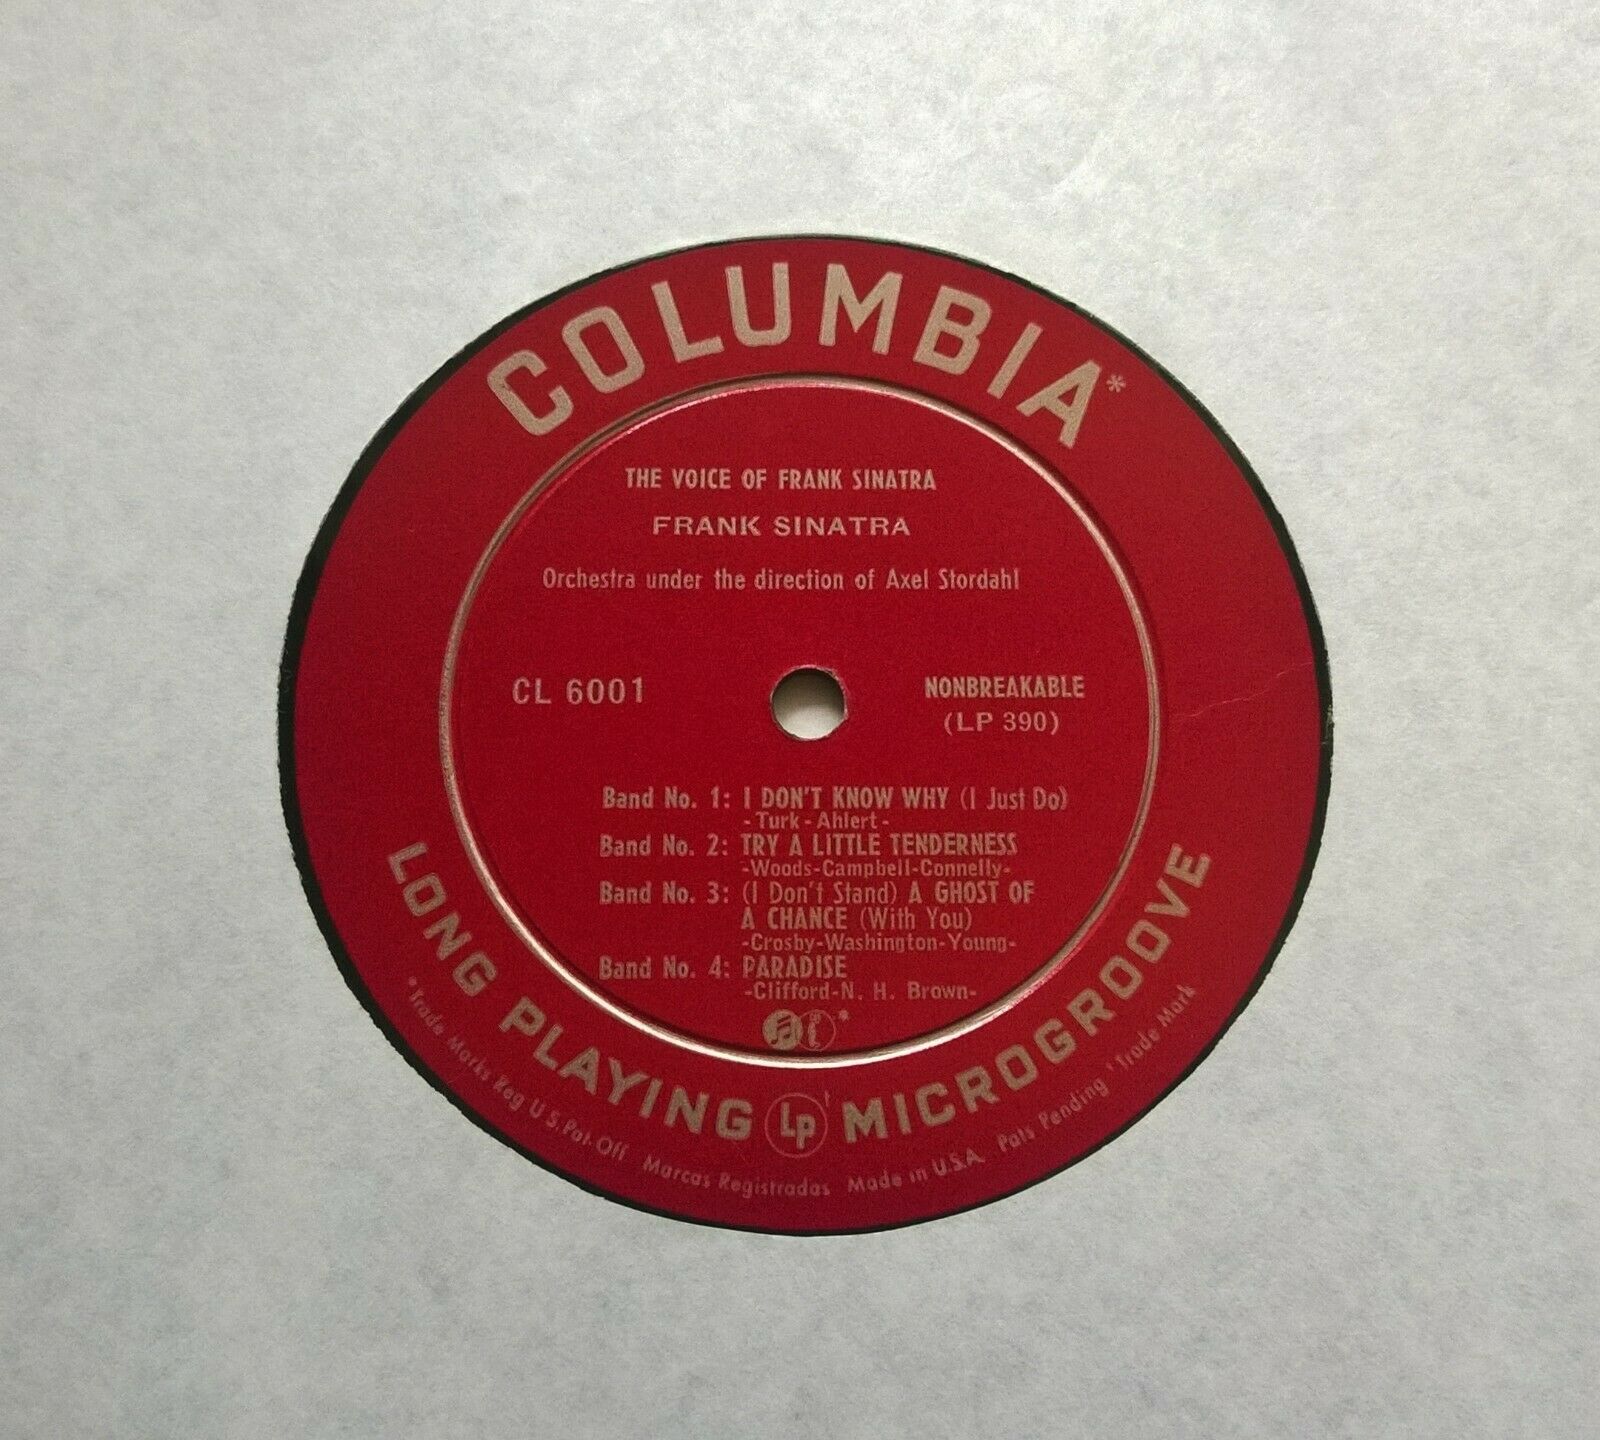 COLUMBIA*
THE VOICE OF FRANK SINATRA
FRANK SINATRA
Orchestra under the direction of Axel Stordahl
CL 6001
NONBREAKABLE
(LP 390)
Band No. 1: I DON'T KNOW WHY (I Just Do)
-Turk-Ahlert-
Band No. 2: TRY A LITTLE TENDERNESS
-Woods-Campbell-Connelly-
Band No. 3: (I Don't Stand) A GHOST OF
A CHANCE (With You)
-Crosby-Washington-Young-
Band No. 4: PARADISE
-Clifford-N. H. Brown-
*
LONG PLAYING Lp' MICROGROOVE
*Trade Marks Reg U.S. Pat-Off Marcas Registradas Made in U.S.A. Pats Pending 'Trade Mark